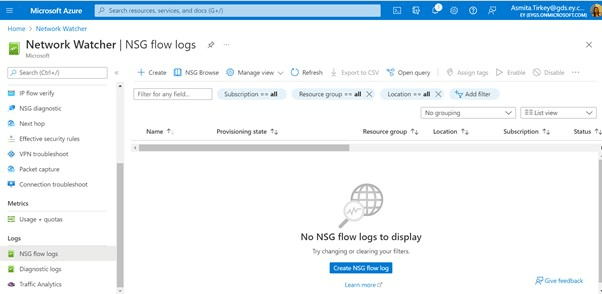 Microsoft Azure
Search resources, services, and docs (G+/)
Asmita.Tirkey@gds.ey.c...
EY (EYGS.ONMICROSOFT.COM)
Home > Network Watcher
Network Watcher | NSG flow logs
Microsoft
Search (Ctrl+/)
Create
NSG Browse
Manage view
Refresh
Export to CSV
Open query
Assign tags
Enable
Disable
Filter for any field...
Subscription == all
Resource group == all
Location == all
Add filter
No grouping
List view
Name
Provisioning state
Resource group
Location
Subscription
Status
IP flow verify
NSG diagnostic
Next hop
Effective security rules
VPN troubleshoot
Packet capture
Connection troubleshoot
Metrics
Usage + quotas
Logs
NSG flow logs
Diagnostic logs
Traffic Analytics
No NSG flow logs to display
Try changing or clearing your filters.
Create NSG flow log
Learn more
Give feedback